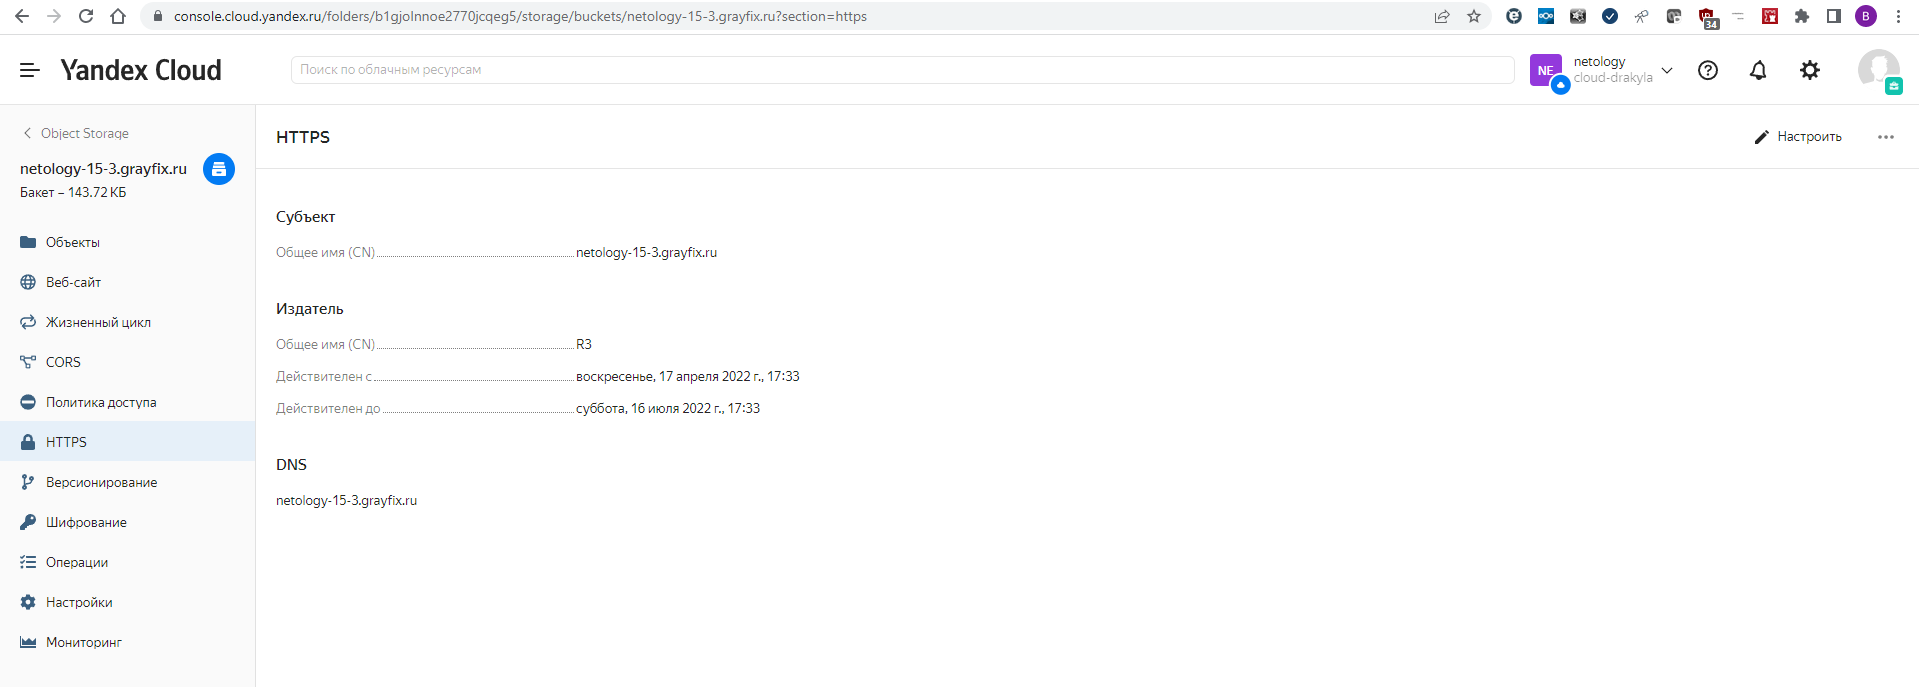 console.cloud.yandex.ru/folders/b1gjolnnoe2770jcqeg5/storage/buckets/netology-15-3.grayfix.ru?section=https
34
B
Yandex Cloud
Поиск по облачным ресурсам
NE
netology
cloud-drakyla
Object Storage
netology-15-3.grayfix.ru
Бакет – 143.72 КБ
Объекты
Веб-сайт
Жизненный цикл
CORS
Политика доступа
HTTPS
Версионирование
Шифрование
Операции
Настройки
Мониторинг
HTTPS
Настроить
Субъект
Общее имя (CN) netology-15-3.grayfix.ru
Издатель
Общее имя (CN) R3
Действителен с воскресенье, 17 апреля 2022 г., 17:33
Действителен до суббота, 16 июля 2022 г., 17:33
DNS
netology-15-3.grayfix.ru